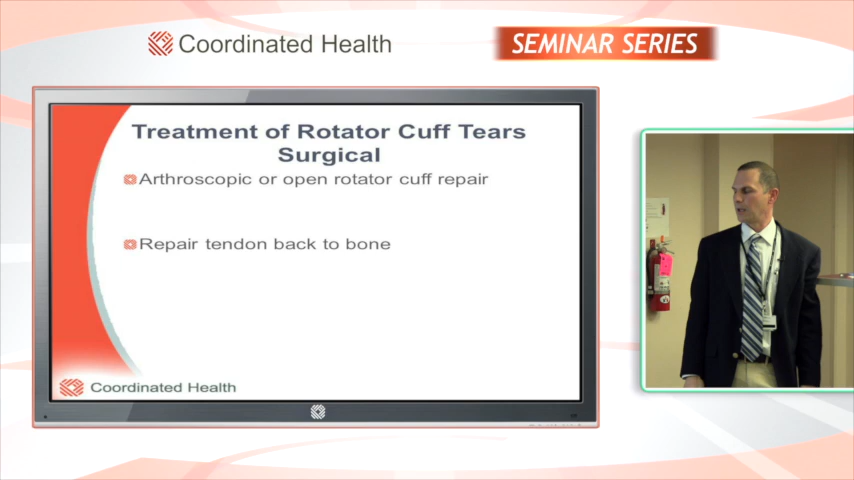 Coordinated Health
SEMINAR SERIES
Treatment of Rotator Cuff Tears
Surgical
Arthroscopic or open rotator cuff repair
Repair tendon back to bone
Coordinated Health